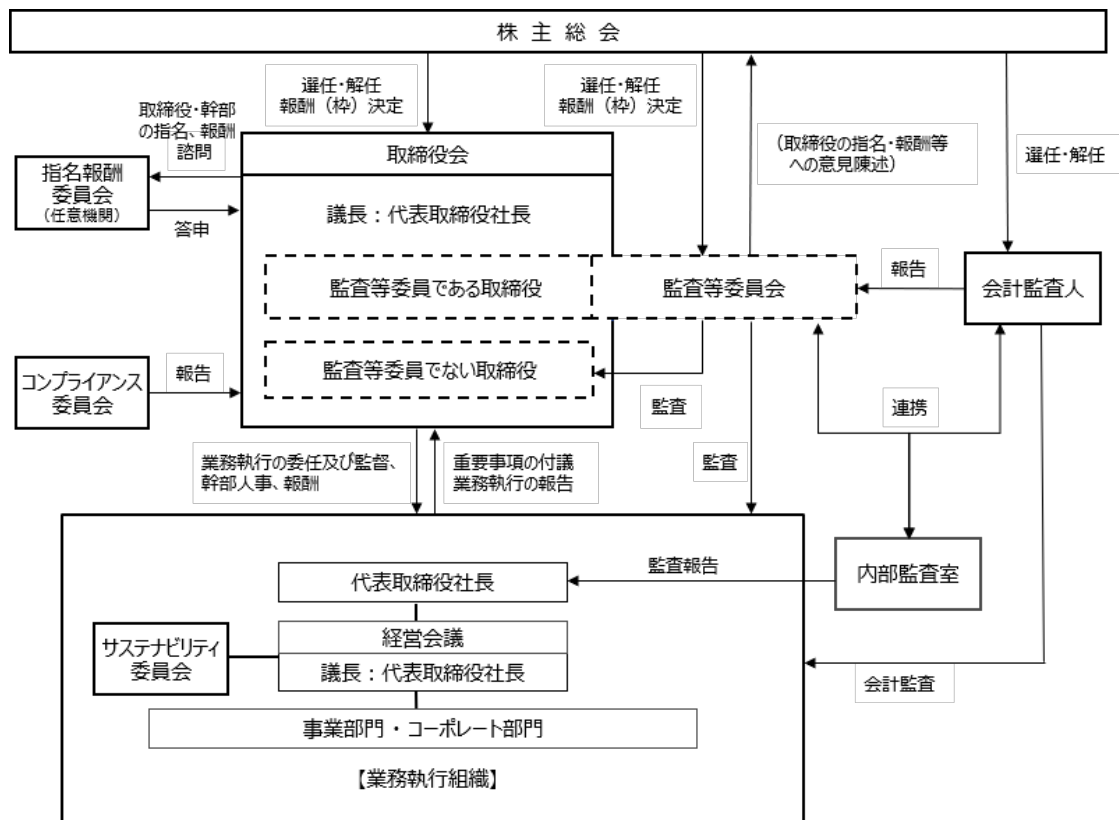 株主総会
選任・解任
報酬（枠）決定
選任・解任
報酬（枠）決定
（取締役の指名・報酬等
への意見陳述）
選任・解任
取締役・幹部
の指名、報酬
諮問
指名報酬
委員会
（任意機関）
答申
取締役会
議長：代表取締役社長
監査等委員である取締役
監査等委員会
報告
会計監査人
監査等委員でない取締役
コンプライアンス
委員会
報告
監査
連携
業務執行の委任及び監督、
幹部人事、報酬
重要事項の付議
業務執行の報告
監査
内部監査室
監査報告
代表取締役社長
経営会議
議長：代表取締役社長
サステナビリティ
委員会
会計監査
事業部門・コーポレート部門
【業務執行組織】